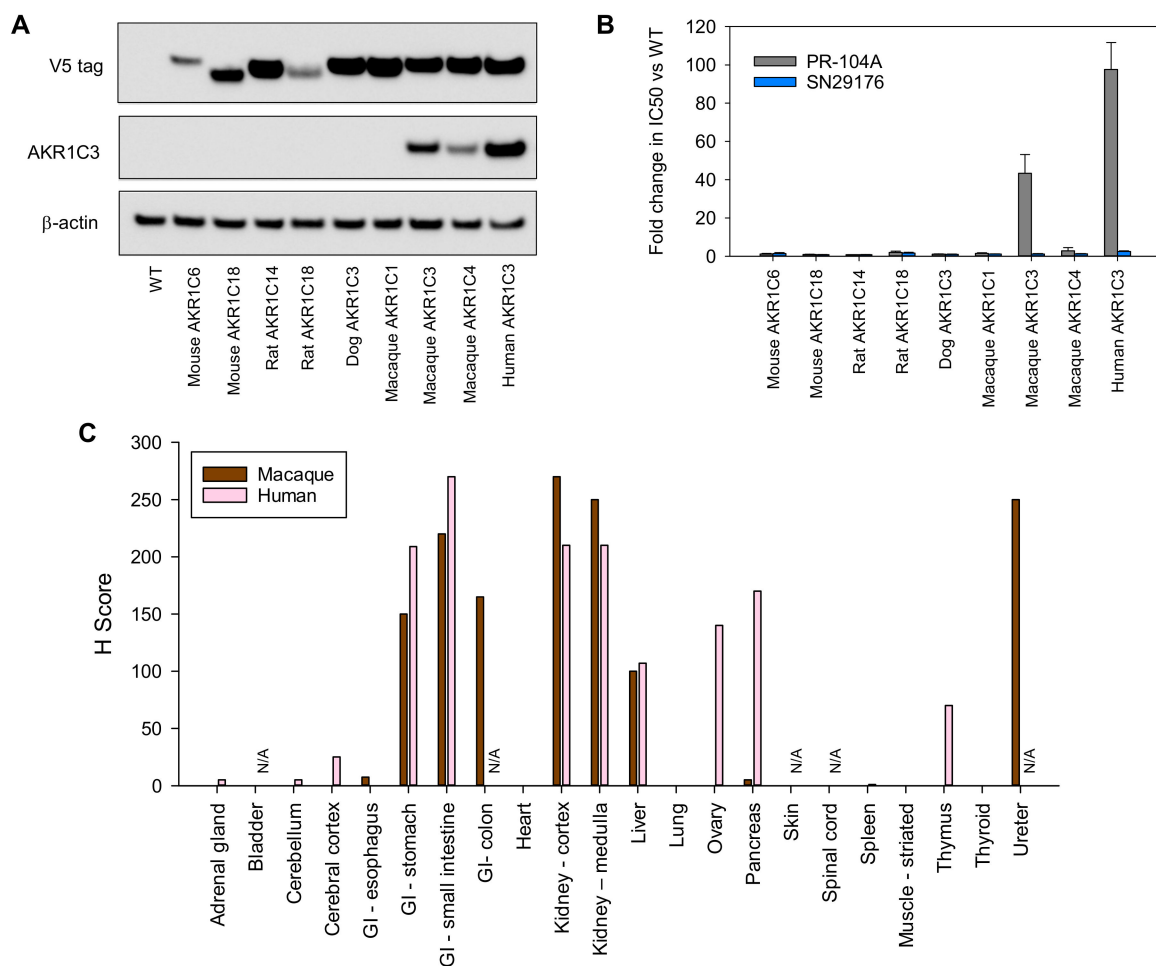 A
V5 tag
AKR1C3
β-actin
WT
Mouse AKR1C6
Mouse AKR1C18
Rat AKR1C14
Rat AKR1C18
Dog AKR1C3
Macaque AKR1C1
Macaque AKR1C3
Macaque AKR1C4
Human AKR1C3
B
Fold change in IC50 vs WT
120
100
80
60
40
20
0
PR-104A
SN29176
Mouse AKR1C6
Mouse AKR1C18
Rat AKR1C14
Rat AKR1C18
Dog AKR1C3
Macaque AKR1C1
Macaque AKR1C3
Macaque AKR1C4
Human AKR1C3
C
H Score
300
250
200
150
100
50
0
Macaque
Human
N/A
N/A
N/A
N/A
N/A
Adrenal gland
Bladder
Cerebellum
Cerebral cortex
GI - esophagus
GI - stomach
GI - small intestine
GI- colon
Heart
Kidney - cortex
Kidney – medulla
Liver
Lung
Ovary
Pancreas
Skin
Spinal cord
Spleen
Muscle - striated
Thymus
Thyroid
Ureter